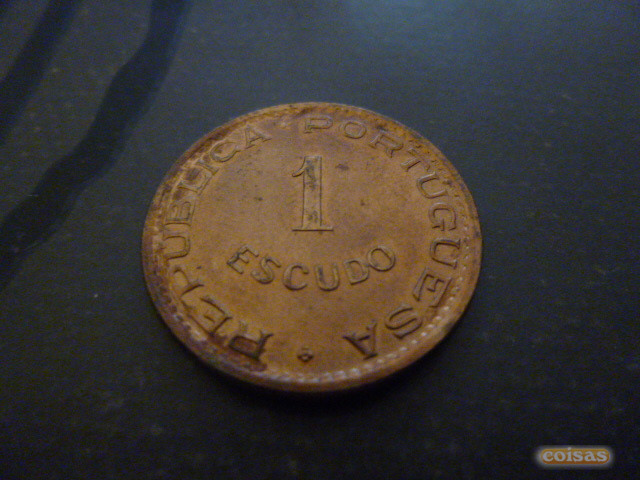 REPUBLICA PORTUGUESA
1
ESCUDO
coisas